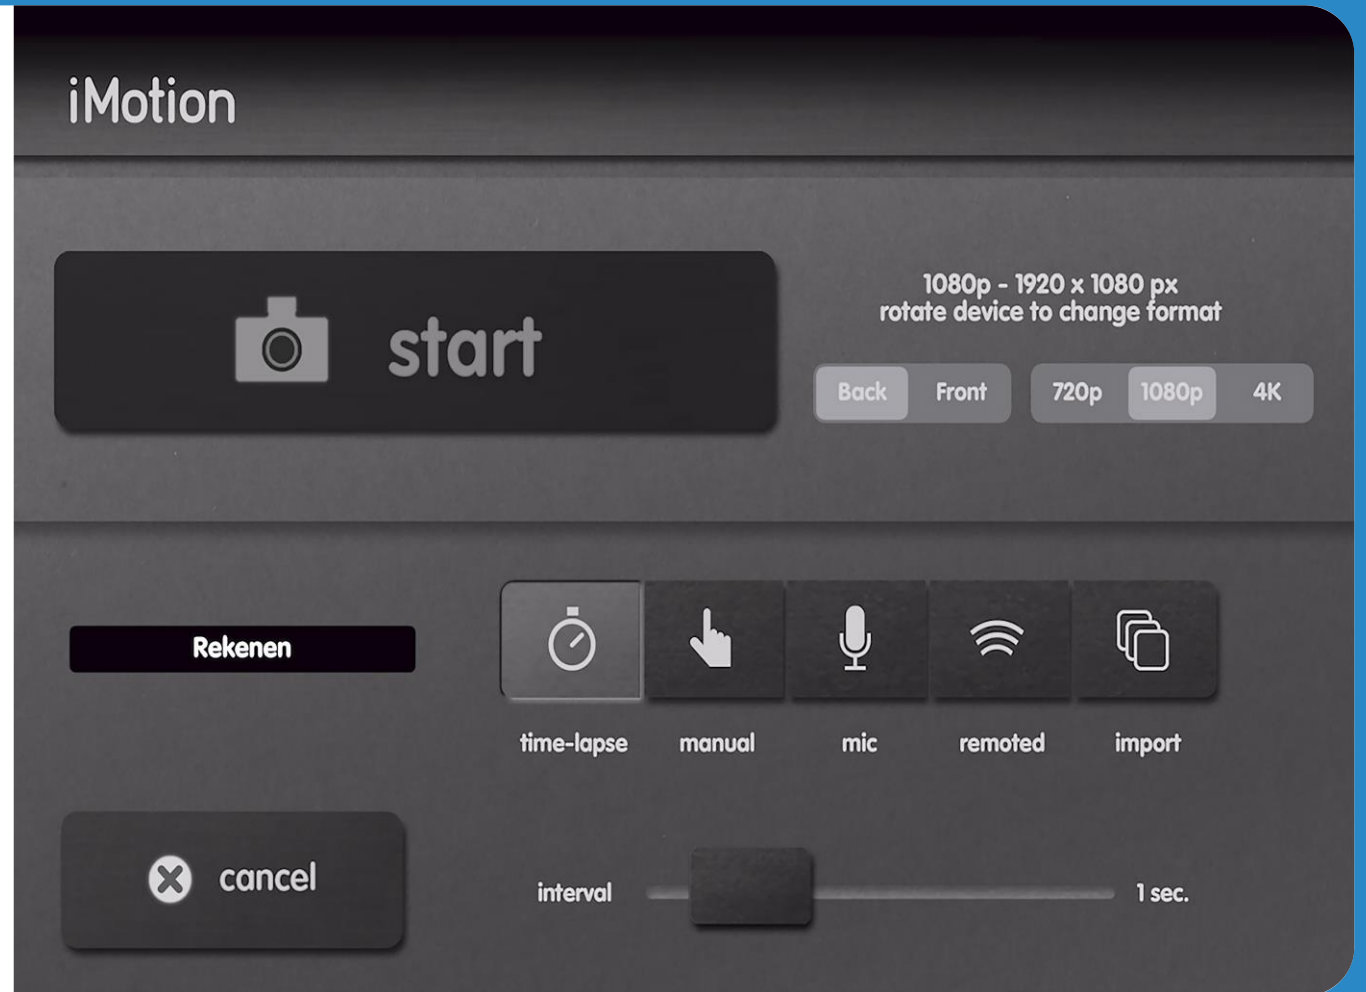 iMotion
start
1080p - 1920 x 1080 px
rotate device to change format
Back Front 720p 1080p 4K
Rekenen
time-lapse manual mic remoted import
cancel
interval 1 sec.